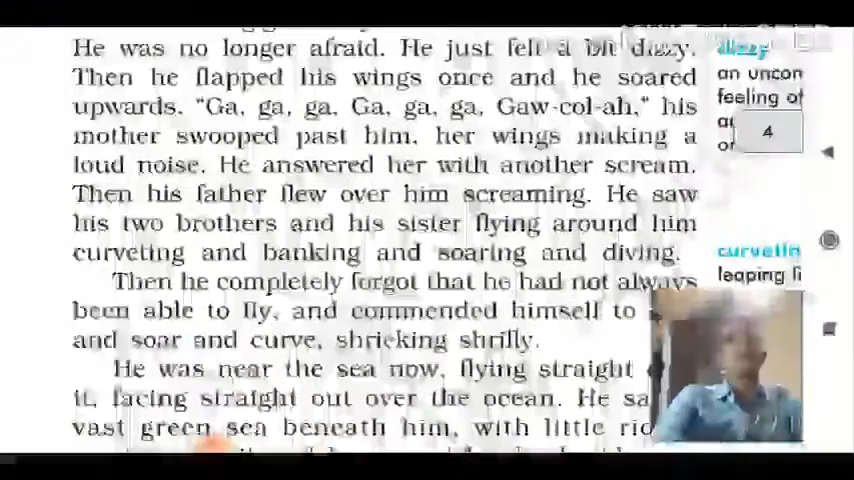 He was no longer afraid. He just felt a bit dizzy.
Then he flapped his wings once and he soared
upwards. "Ga, ga, ga, Ga, ga, ga, Gaw-col-ah," his
mother swooped past him, her wings making a
loud noise. He answered her with another scream.
Then his father flew over him screaming. He saw
his two brothers and his sister flying around him
curveting and banking and soaring and diving.
Then he completely forgot that he had not always
been able to fly, and commended himself to
and soar and curve, shrieking shrilly.
He was near the sea now, flying straight
it, facing straight out over the ocean. He sa
vast green sea beneath him, with little rid
dizzy
an uncon
feeling of
4
curvetin
leaping li